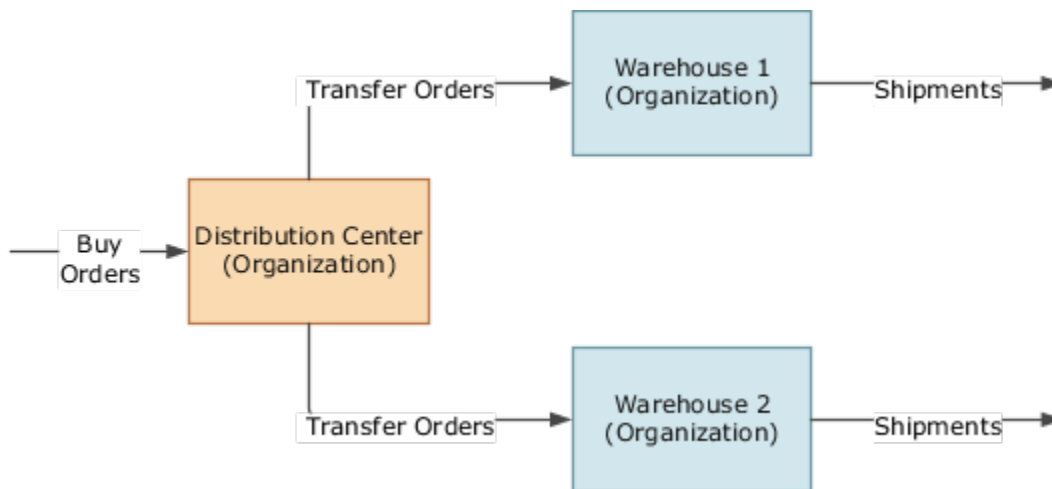 Warehouse 1
(Organization)
Transfer Orders
Shipments
Buy
Orders
Distribution Center
(Organization)
Warehouse 2
(Organization)
Transfer Orders
Shipments